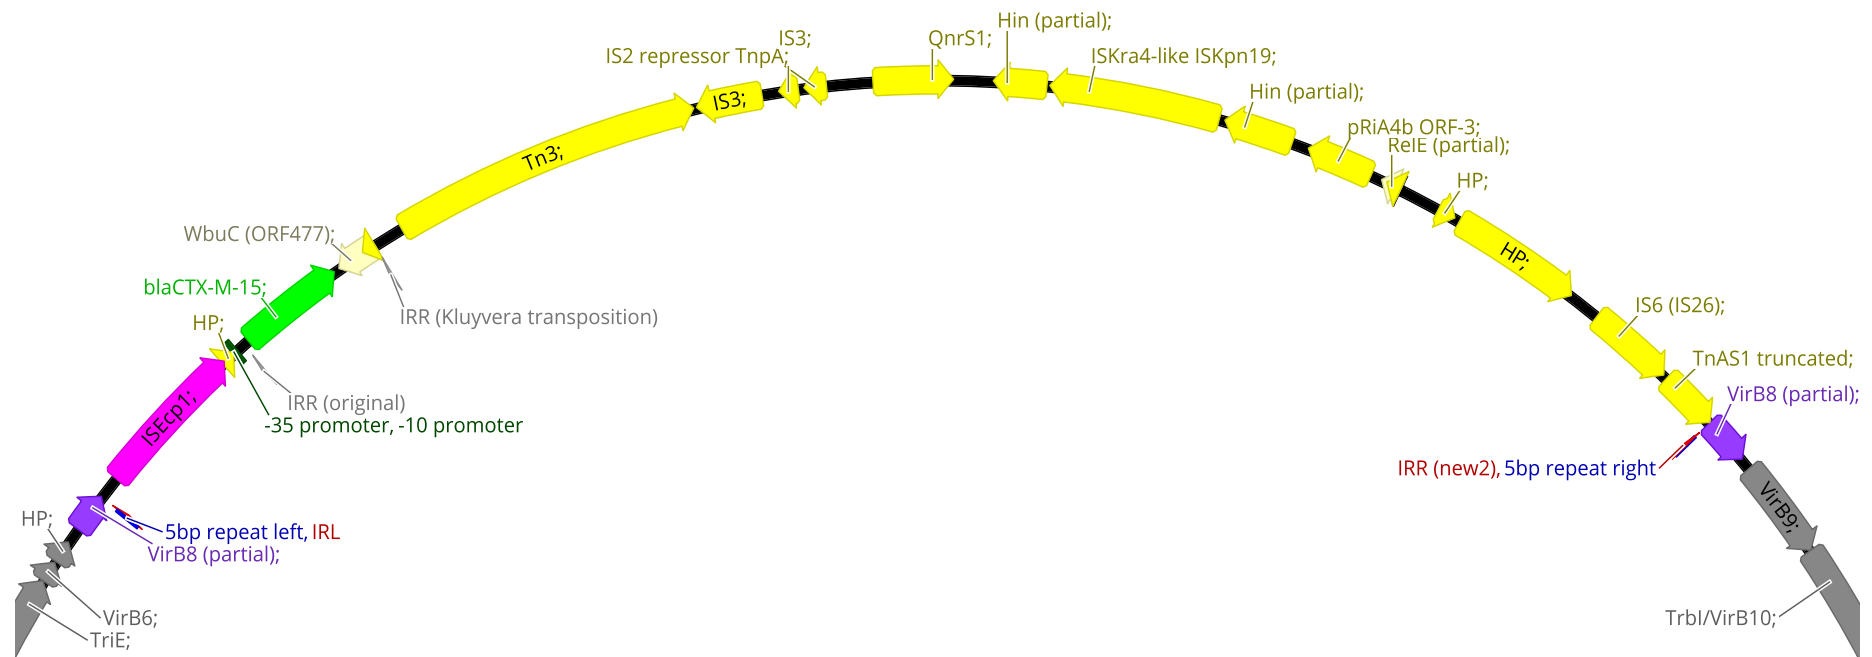 Hin (partial);
IS3;
QnrS1;
IS2 repressor TnpA;
ISKra4-like ISKpn19;
IS3;
Hin (partial);
Tn3;
pRiA4b ORF-3;
RelE (partial);
HP;
WbuC (ORF477);
HP;
blaCTX-M-15;
IS6 (IS26);
IRR (Kluyvera transposition)
HP;
TnAS1 truncated;
VirB8 (partial);
IRR (original)
ISEcp1;
-35 promoter, -10 promoter
IRR (new2), 5bp repeat right
VirB9;
HP;
5bp repeat left, IRL
VirB8 (partial);
VirB6;
TrbI/VirB10;
TriE;